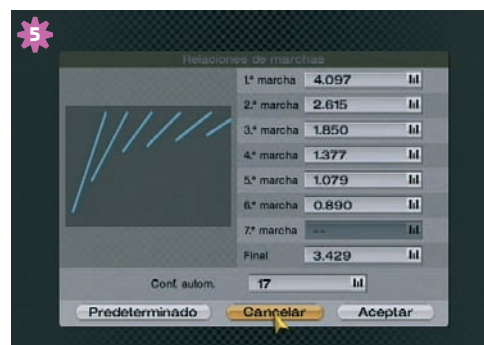 5
Relaciones de marchas
1.ª marcha 4.097
2.ª marcha 2.615
3.ª marcha 1.850
4.ª marcha 1.377
5.ª marcha 1.079
6.ª marcha 0.890
7.ª marcha --
Final 3.429
Conf. autom. 17
Predeterminado Cancelar Aceptar